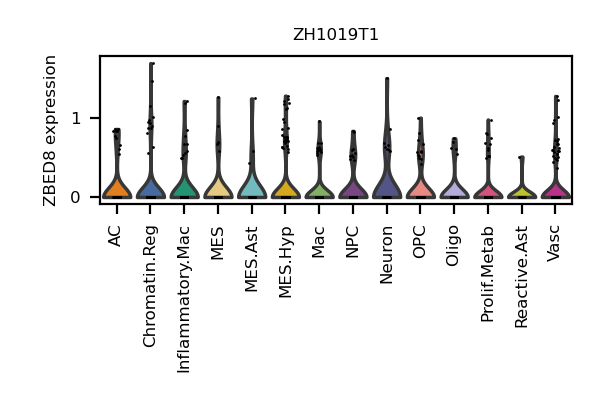 ZH1019T1
ZBED8 expression
1
0
AC
Chromatin.Reg
Inflammatory.Mac
MES
MES.Ast
MES.Hyp
Mac
NPC
Neuron
OPC
Oligo
Prolif.Metab
Reactive.Ast
Vasc